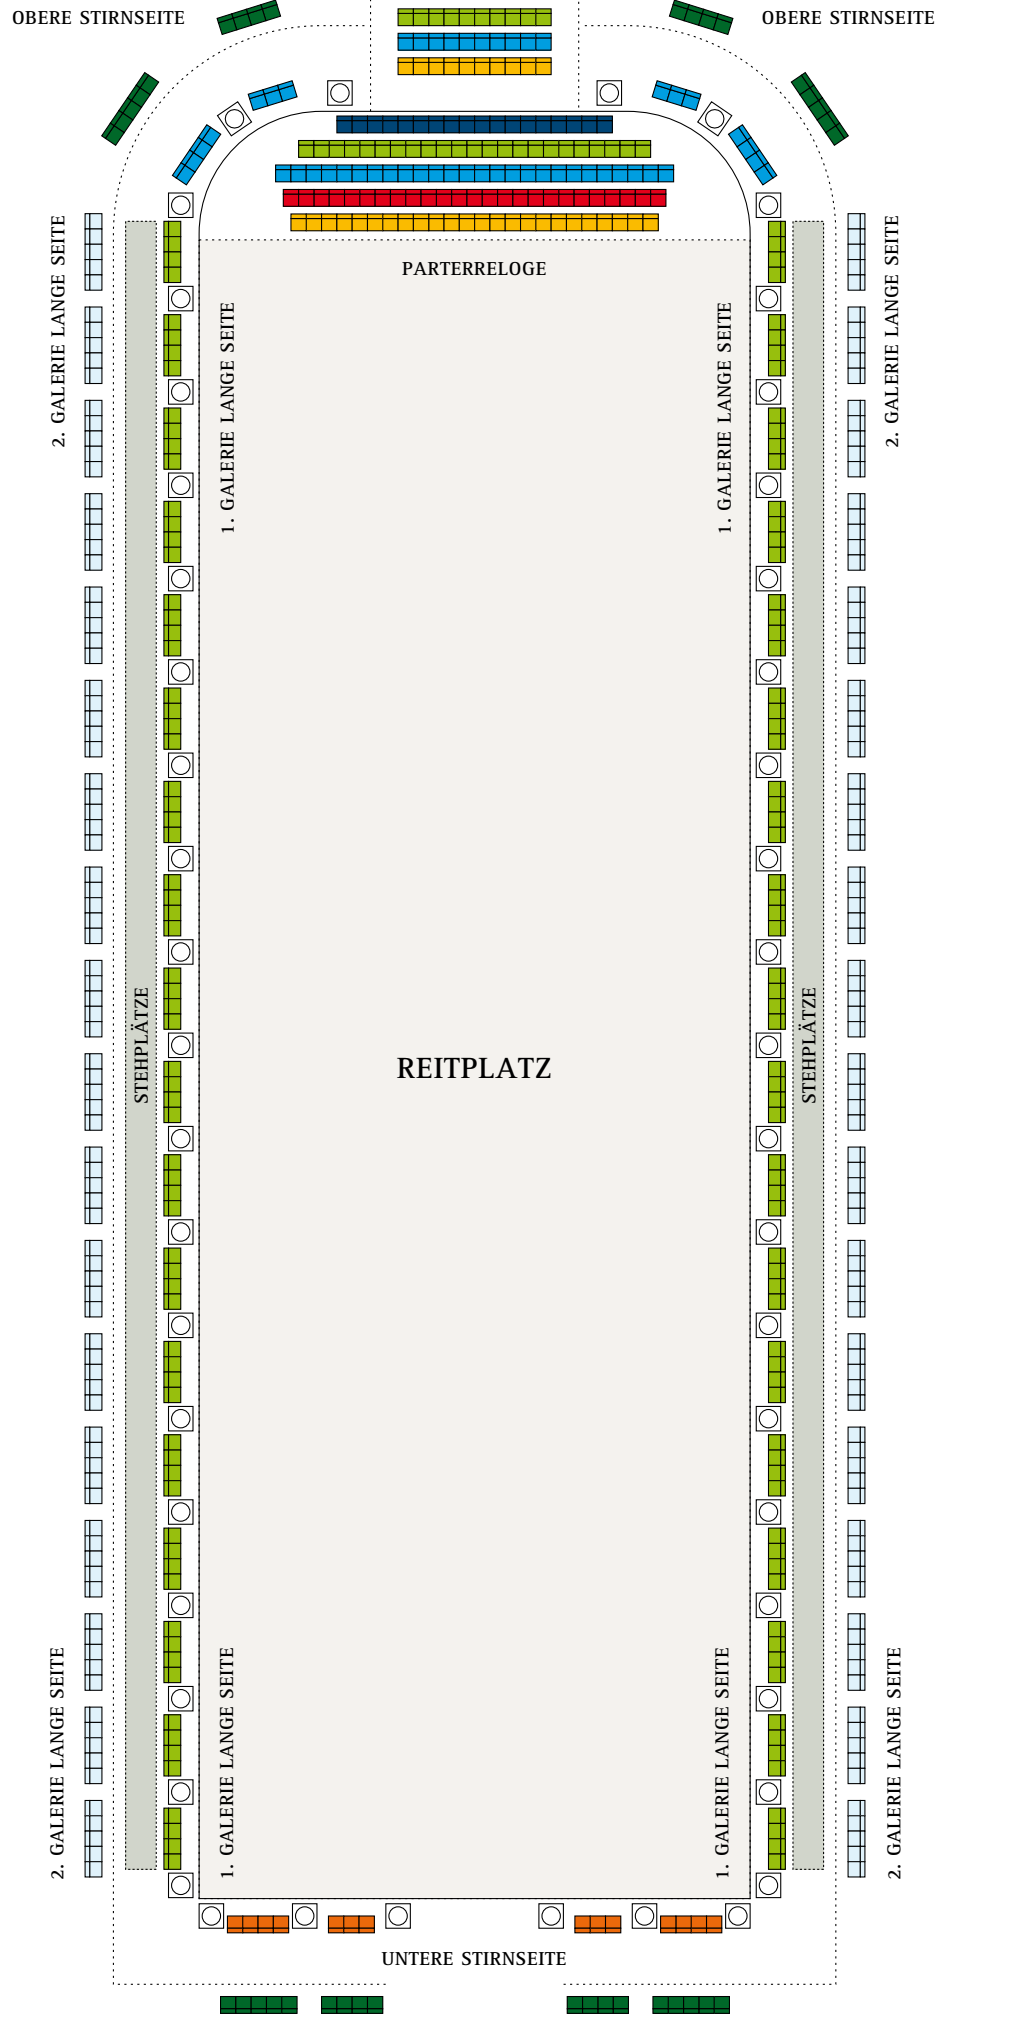 OBERE STIRNSEITE
OBERE STIRNSEITE
2. GALERIE LANGE SEITE
2. GALERIE LANGE SEITE
PARTERRELOGE
1. GALERIE LANGE SEITE
1. GALERIE LANGE SEITE
STEHPLÄTZE
STEHPLÄTZE
REITPLATZ
2. GALERIE LANGE SEITE
1. GALERIE LANGE SEITE
1. GALERIE LANGE SEITE
2. GALERIE LANGE SEITE
UNTERE STIRNSEITE